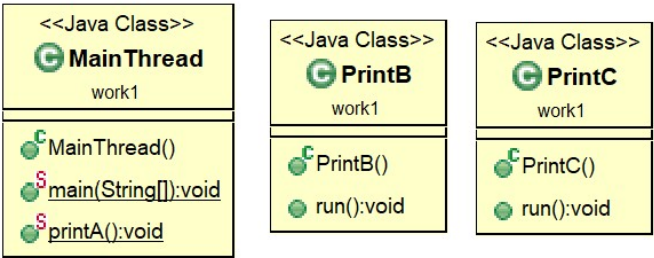 <<Java Class>>
MainThread
work1
MainThread()
main(String[]):void
printA():void
<<Java Class>>
PrintB
work1
PrintB()
run():void
<<Java Class>>
PrintC
work1
PrintC()
run():void